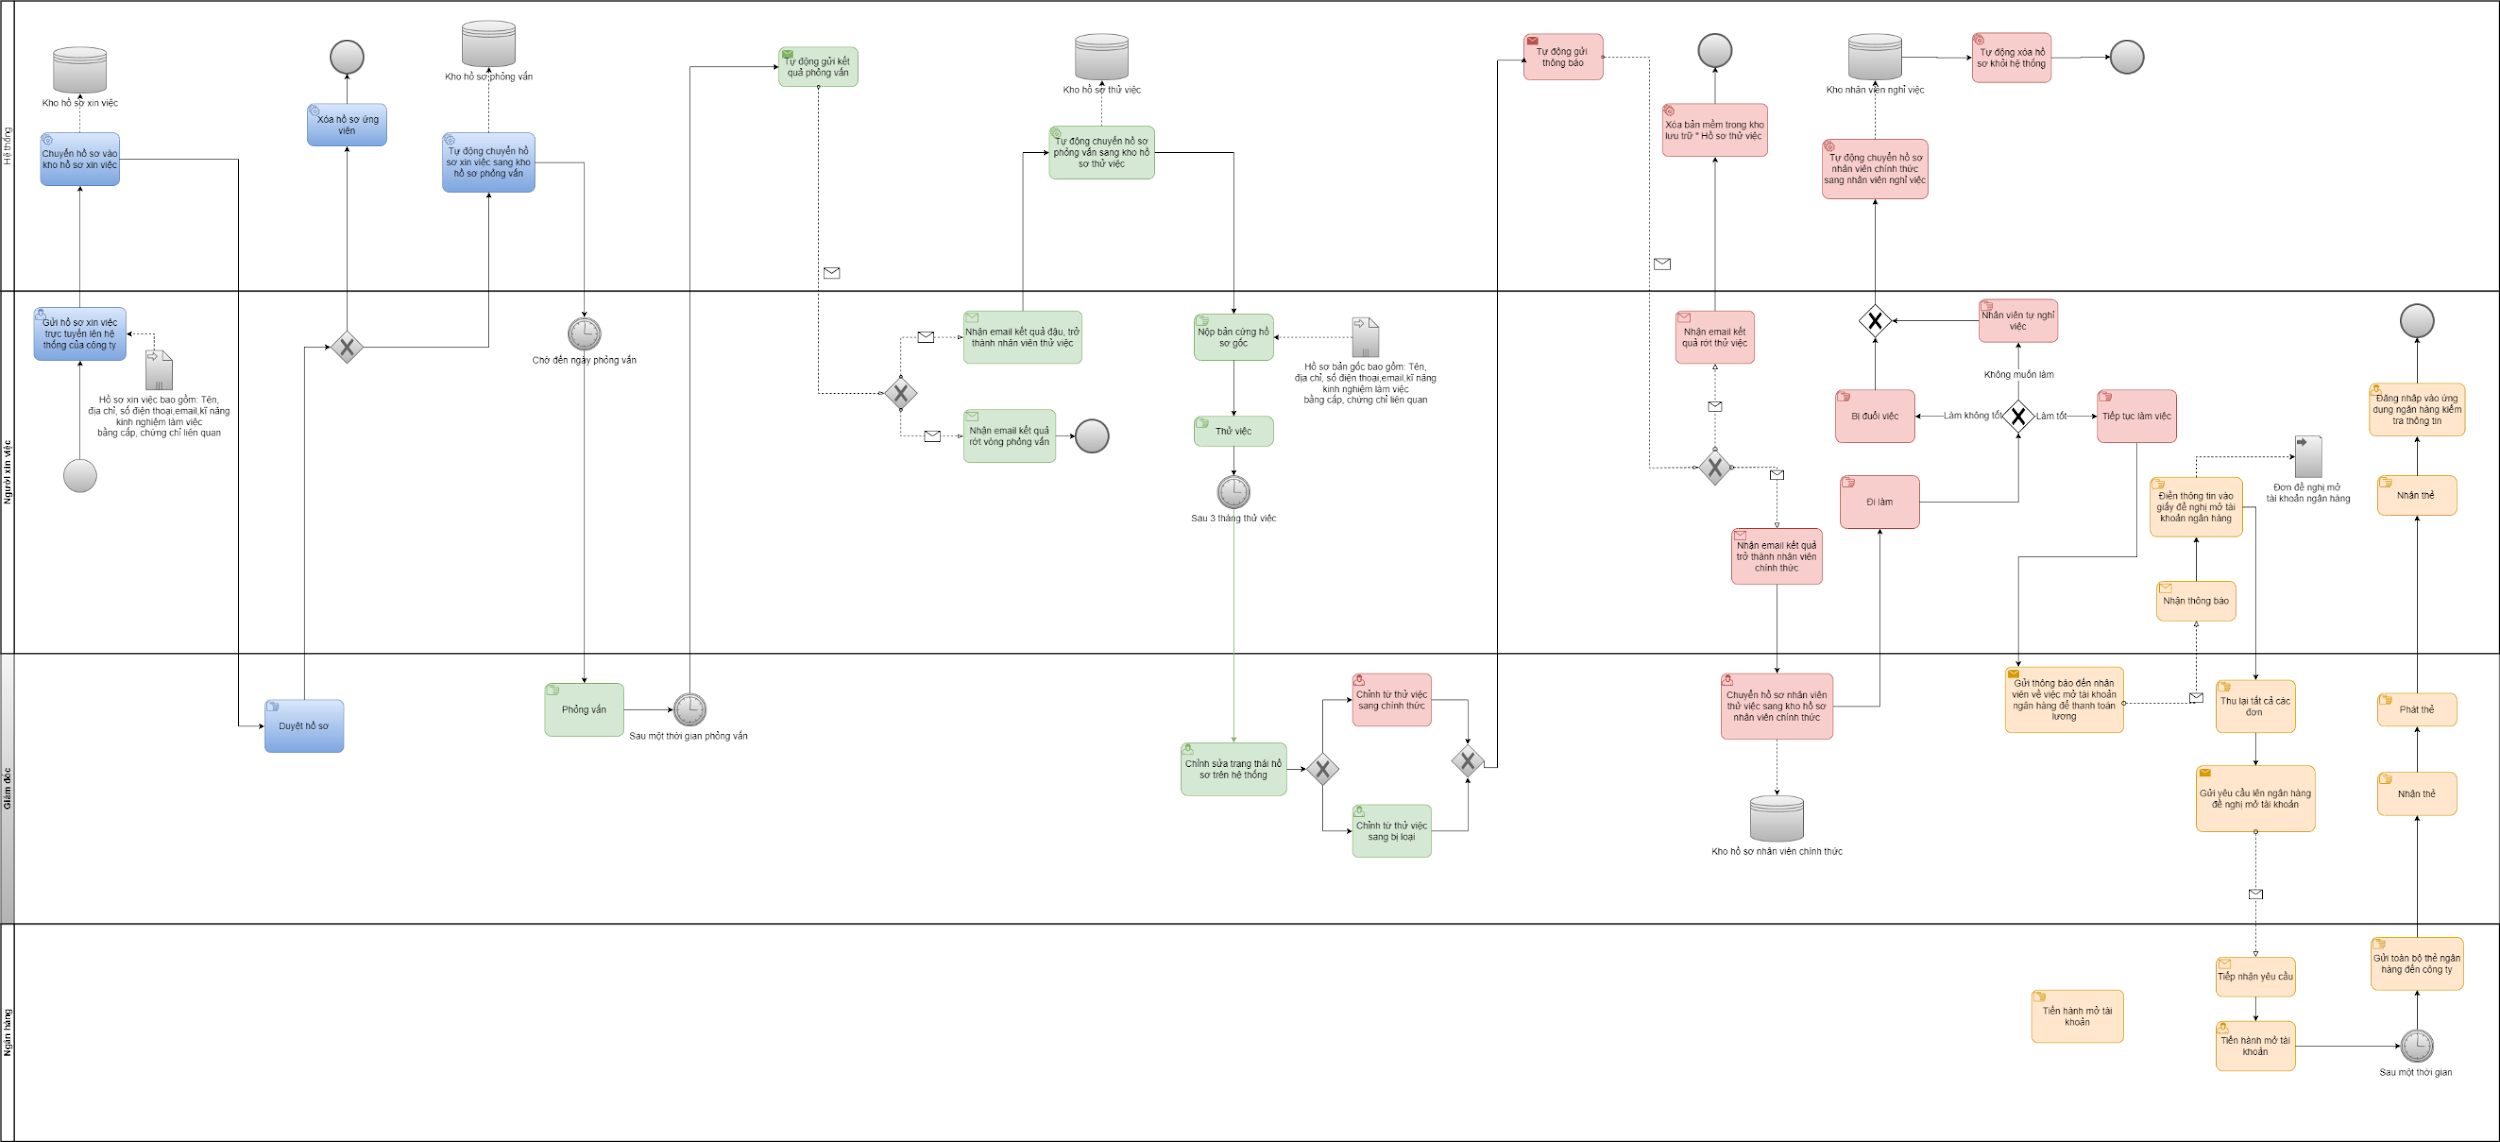 Hệ thống
Kho hồ sơ xin việc
Chuyển hồ sơ vào
kho hồ sơ xin việc
Xóa hồ sơ ứng
viên
Kho hồ sơ phỏng vấn
Tự động chuyển hồ
sơ xin việc sang kho
hồ sơ phỏng vấn
Tự động gửi kết
quả phỏng vấn
Kho hồ sơ thử việc
Tự động chuyển hồ sơ
phỏng vấn sang kho hồ
sơ thử việc
Tự động gửi
thông báo
Xóa bản mềm trong kho
lưu trữ " Hồ sơ thử việc
Kho nhân viên nghỉ việc
Tự động xóa hồ
sơ khỏi hệ thống
Tự động chuyển hồ sơ
nhân viên chính thức
sang nhân viên nghỉ việc
Người xin việc
Gửi hồ sơ xin việc
trực tuyến lên hệ
thống của công ty
Hồ sơ xin việc bao gồm: Tên,
địa chỉ, số điện thoại,email,kĩ năng
kinh nghiệm làm việc
bằng cấp, chứng chỉ liên quan
Chờ đến ngày phỏng vấn
Nhận email kết quả đậu, trở
thành nhân viên thử việc
Nhận email kết quả
rớt vòng phỏng vấn
Nộp bản cứng hồ
sơ gốc
Hồ sơ bản gốc bao gồm: Tên,
địa chỉ, số điện thoại,email,kĩ năng
kinh nghiệm làm việc
bằng cấp, chứng chỉ liên quan
Thử việc
Sau 3 tháng thử việc
Nhận email kết
quả rớt thử việc
Nhận email kết quả
trở thành nhân viên
chính thức
Nhân viên tự nghỉ
việc
Không muốn làm
Bị đuổi việc
Làm không tốt
Làm tốt
Tiếp tục làm việc
Đi làm
Điền thông tin vào
giấy đề nghị mở tài
khoản ngân hàng
Đơn đề nghị mở
tài khoản ngân hàng
Nhận thông báo
Đăng nhập vào ứng
dụng ngân hàng kiểm
tra thông tin
Nhận thẻ
Giám đốc
Duyệt hồ sơ
Phỏng vấn
Sau một thời gian phỏng vấn
Chỉnh sửa trạng thái hồ
sơ trên hệ thống
Chỉnh từ thử việc
sang chính thức
Chỉnh từ thử việc
sang bị loại
Chuyển hồ sơ nhân viên
thử việc sang kho hồ sơ
nhân viên chính thức
Kho hồ sơ nhân viên chính thức
Gửi thông báo đến nhân
viên về việc mở tài khoản
ngân hàng để thanh toán
lương
Thu lại tất cả các
đơn
Gửi yêu cầu lên ngân hàng
đề nghị mở tài khoản
Phát thẻ
Nhận thẻ
Ngân hàng
Tiến hành mở tài
khoản
Tiếp nhận yêu cầu
Tiến hành mở tài
khoản
Gửi toàn bộ thẻ ngân
hàng đến công ty
Sau một thời gian